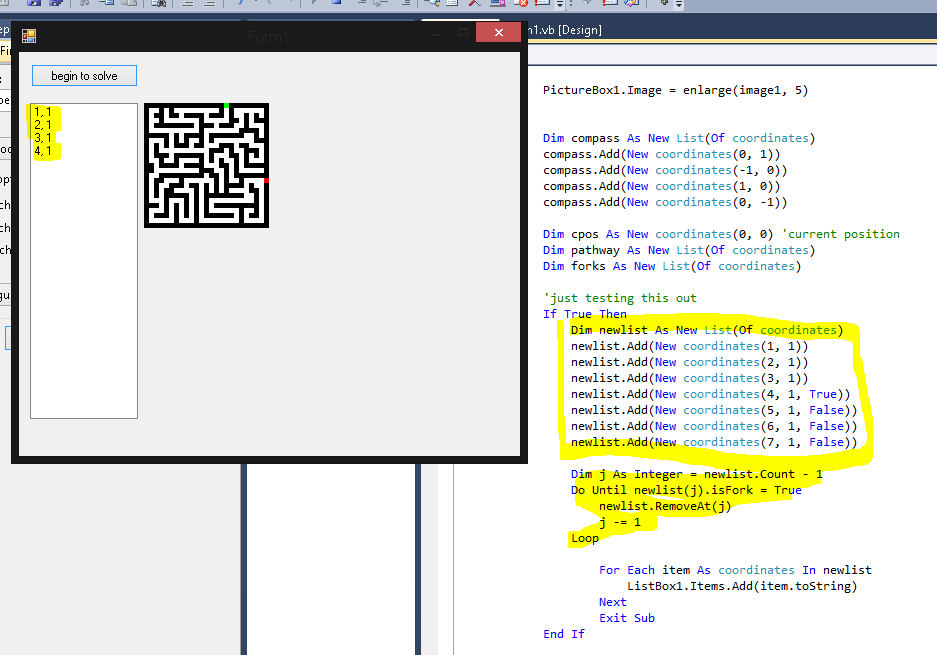 Form1
n1.vb [Design]
begin to solve
1, 1
2, 1
3, 1
4, 1
PictureBox1.Image = enlarge(image1, 5)
Dim compass As New List(Of coordinates)
compass.Add(New coordinates(0, 1))
compass.Add(New coordinates(-1, 0))
compass.Add(New coordinates(1, 0))
compass.Add(New coordinates(0, -1))
Dim cpos As New coordinates(0, 0) 'current position
Dim pathway As New List(Of coordinates)
Dim forks As New List(Of coordinates)
'just testing this out
If True Then
Dim newlist As New List(Of coordinates)
newlist.Add(New coordinates(1, 1))
newlist.Add(New coordinates(2, 1))
newlist.Add(New coordinates(3, 1))
newlist.Add(New coordinates(4, 1, True))
newlist.Add(New coordinates(5, 1, False))
newlist.Add(New coordinates(6, 1, False))
newlist.Add(New coordinates(7, 1, False))
Dim j As Integer = newlist.Count - 1
Do Until newlist(j).isFork = True
newlist.RemoveAt(j)
j -= 1
Loop
For Each item As coordinates In newlist
ListBox1.Items.Add(item.toString)
Next
Exit Sub
End If